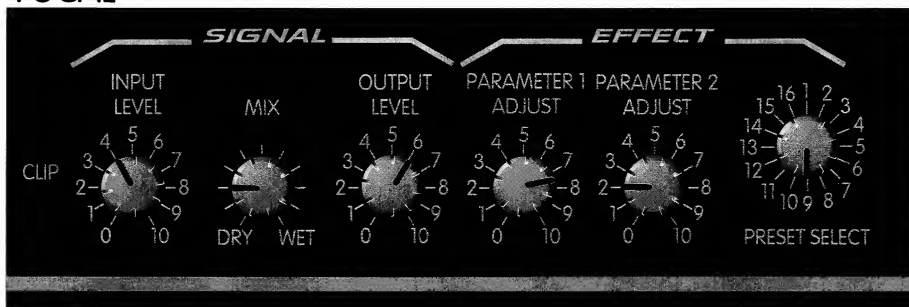 VOCAL
SIGNAL EFFECT
INPUT LEVEL
0 1 2 3 4 5 6 7 8 9 10
CLIP
MIX
DRY WET
OUTPUT LEVEL
0 1 2 3 4 5 6 7 8 9 10
PARAMETER 1 ADJUST
0 1 2 3 4 5 6 7 8 9 10
PARAMETER 2 ADJUST
0 1 2 3 4 5 6 7 8 9 10
1 2 3 4 5 6 7 8 9 10 11 12 13 14 15 16
PRESET SELECT